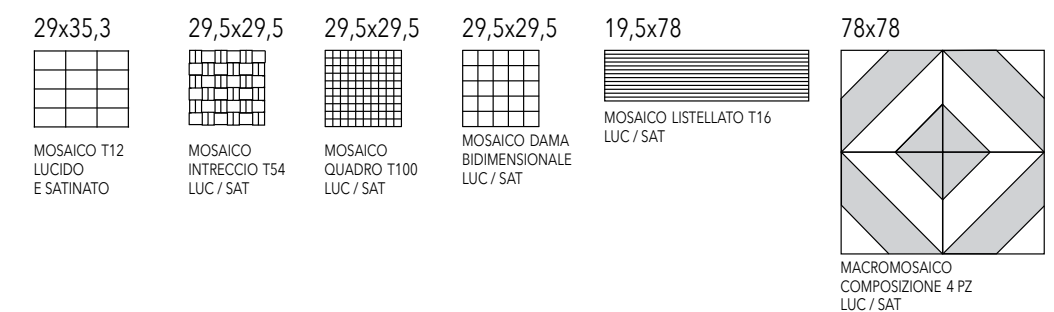 29x35,3
MOSAICO T12
LUCIDO
E SATINATO
29,5x29,5
MOSAICO
INTRECCIO T54
LUC / SAT
29,5x29,5
MOSAICO
QUADRO T100
LUC / SAT
29,5x29,5
MOSAICO DAMA
BIDIMENSIONALE
LUC / SAT
19,5x78
MOSAICO LISTELLATO T16
LUC / SAT
78x78
MACROMOSAICO
COMPOSIZIONE 4 PZ
LUC / SAT